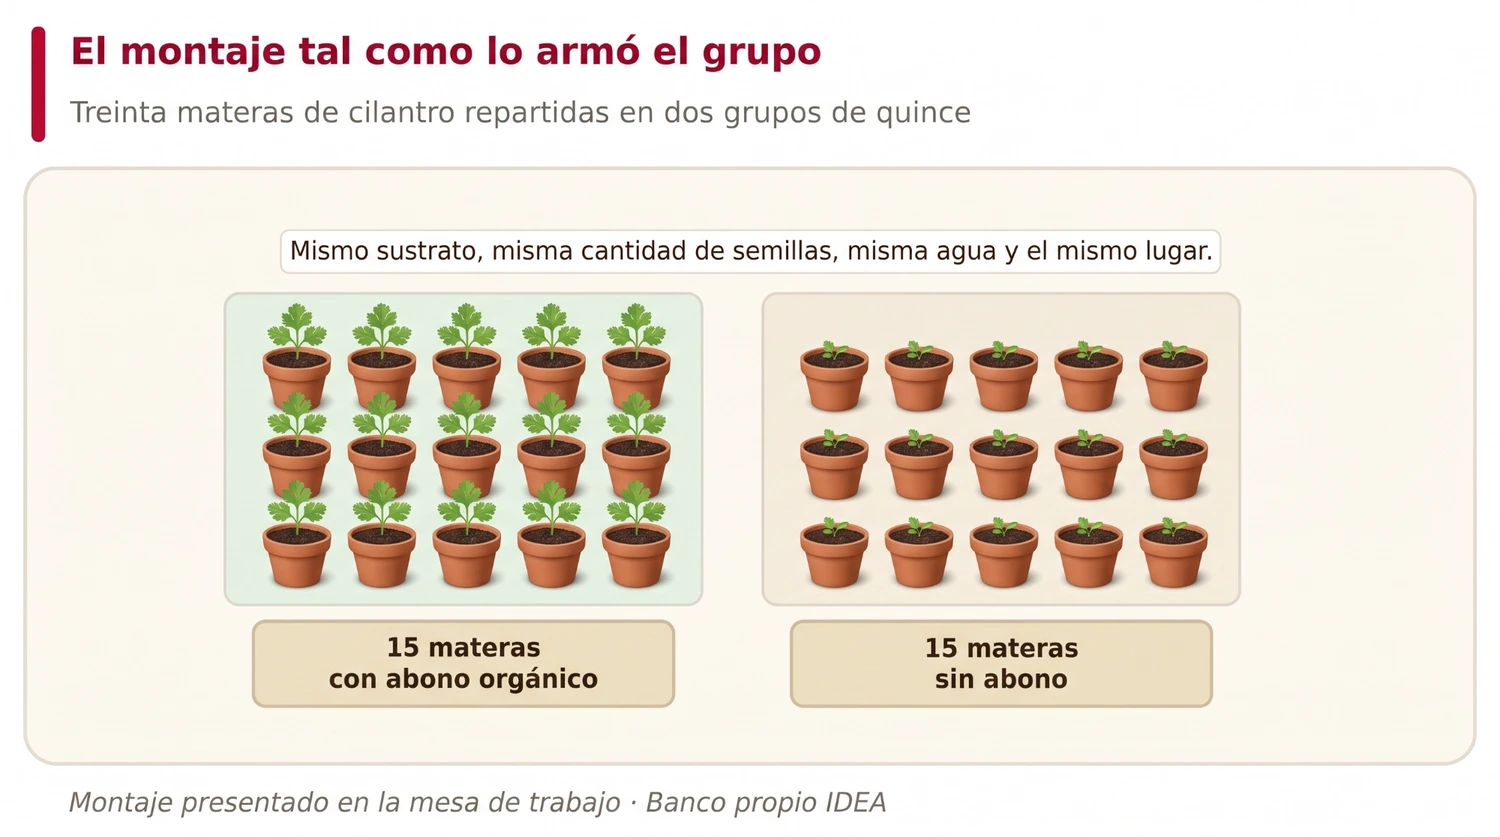 El montaje tal como lo armó el grupo
Treinta materas de cilantro repartidas en dos grupos de quince
Mismo sustrato, misma cantidad de semillas, misma agua y el mismo lugar.
15 materas
con abono orgánico
15 materas
sin abono
Montaje presentado en la mesa de trabajo · Banco propio IDEA